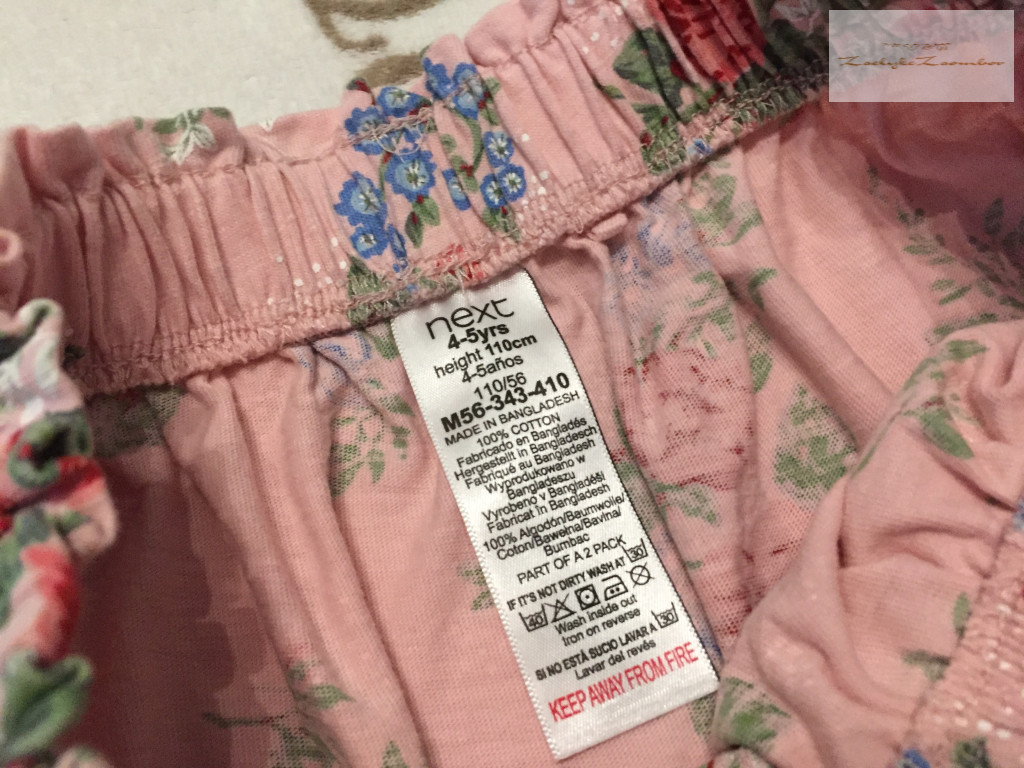 next
4-5yrs
height 110cm
4-5años
110/56
M56-343-410
MADE IN BANGLADESH
100% COTTON
Fabricado en Bangladés
Hergestellt in Bangladesch
Fabriqué au Bangladesh
Wyprodukowano w
Bangladeszu
Vyrobeno v Bangladéši
Fabricat în Bangladesh
100% Algodón/Baumwolle/
Coton/Bawełna/Bavlna/
Bumbac
PART OF A 2 PACK
IF IT'S NOT DIRTY WASH AT 30
40
Wash inside out
Iron on reverse
SI NO ESTÁ SUCIO LAVAR A 30
Lavar del revés
KEEP AWAY FROM FIRE